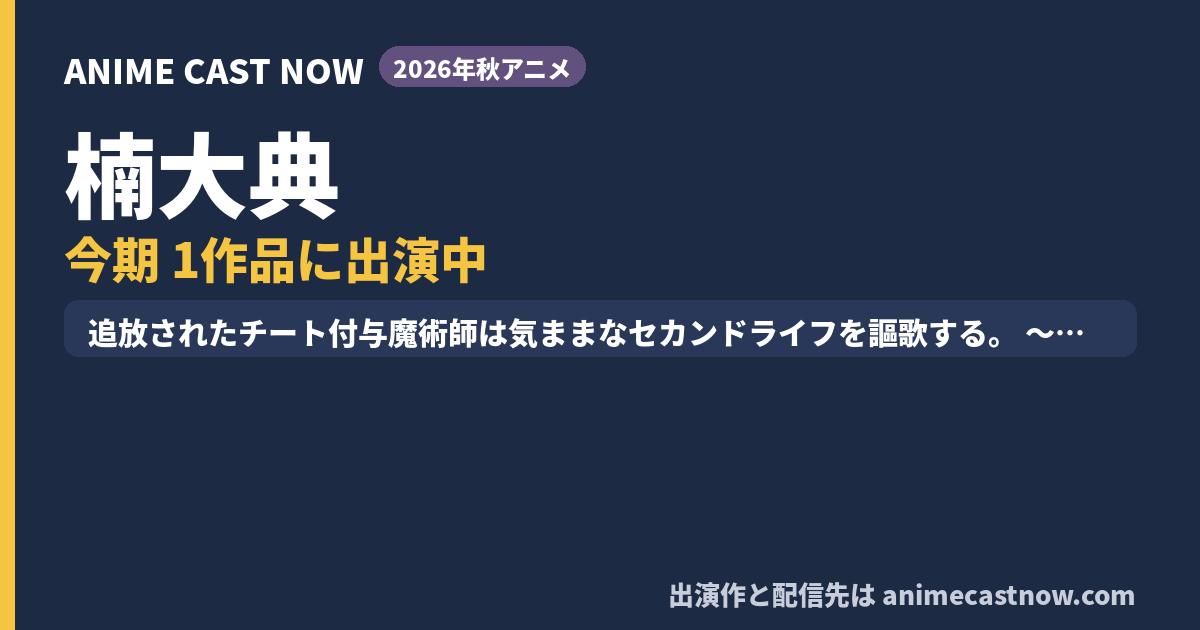 ANIME CAST NOW 2026年秋アニメ
楠大典
今期 1作品に出演中
追放されたチート付与魔術師は気ままなセカンドライフを謳歌する。 〜…
出演作と配信先は animecastnow.com